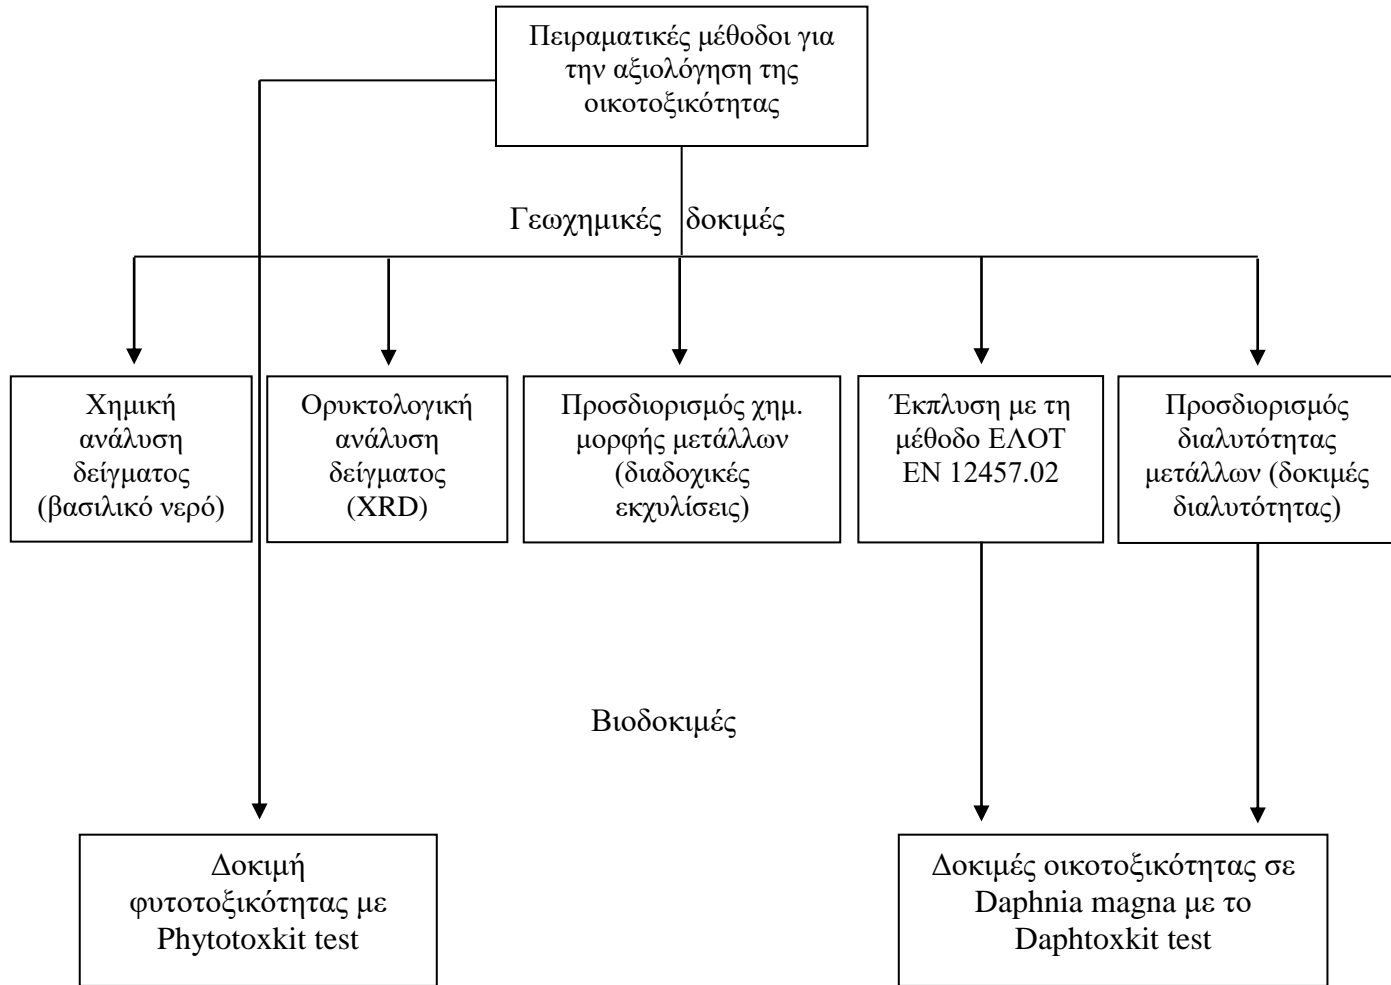 Πειραματικές μέθοδοι για
την αξιολόγηση της
οικοτοξικότητας
Γεωχημικές δοκιμές
Χημική
ανάλυση
δείγματος
(βασιλικό νερό)
Ορυκτολογική
ανάλυση
δείγματος
(XRD)
Προσδιορισμός χημ.
μορφής μετάλλων
(διαδοχικές
εκχυλίσεις)
Έκπλυση με τη
μέθοδο ΕΛΟΤ
EN 12457.02
Προσδιορισμός
διαλυτότητας
μετάλλων (δοκιμές
διαλυτότητας)
Βιοδοκιμές
Δοκιμή
φυτοτοξικότητας με
Phytotoxkit test
Δοκιμές οικοτοξικότητας σε
Daphnia magna με το
Daphtoxkit test